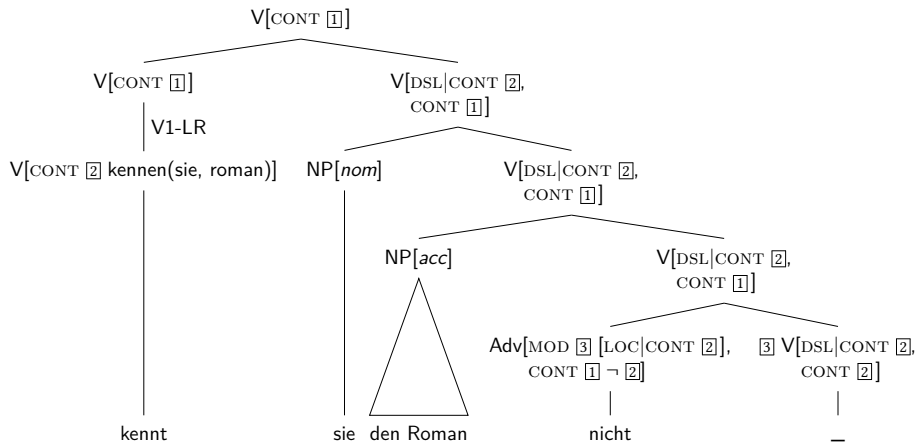 V[CONT 1]
V[CONT 1]
V[DSL|CONT 2,
CONT 1]
V1-LR
V[CONT 2 kennen(sie, roman)]
NP[nom]
V[DSL|CONT 2,
CONT 1]
NP[acc]
V[DSL|CONT 2,
CONT 1]
Adv[MOD 3 [LOC|CONT 2],
CONT 1 ¬ 2]
3 V[DSL|CONT 2,
CONT 2]
kennt sie den Roman nicht _